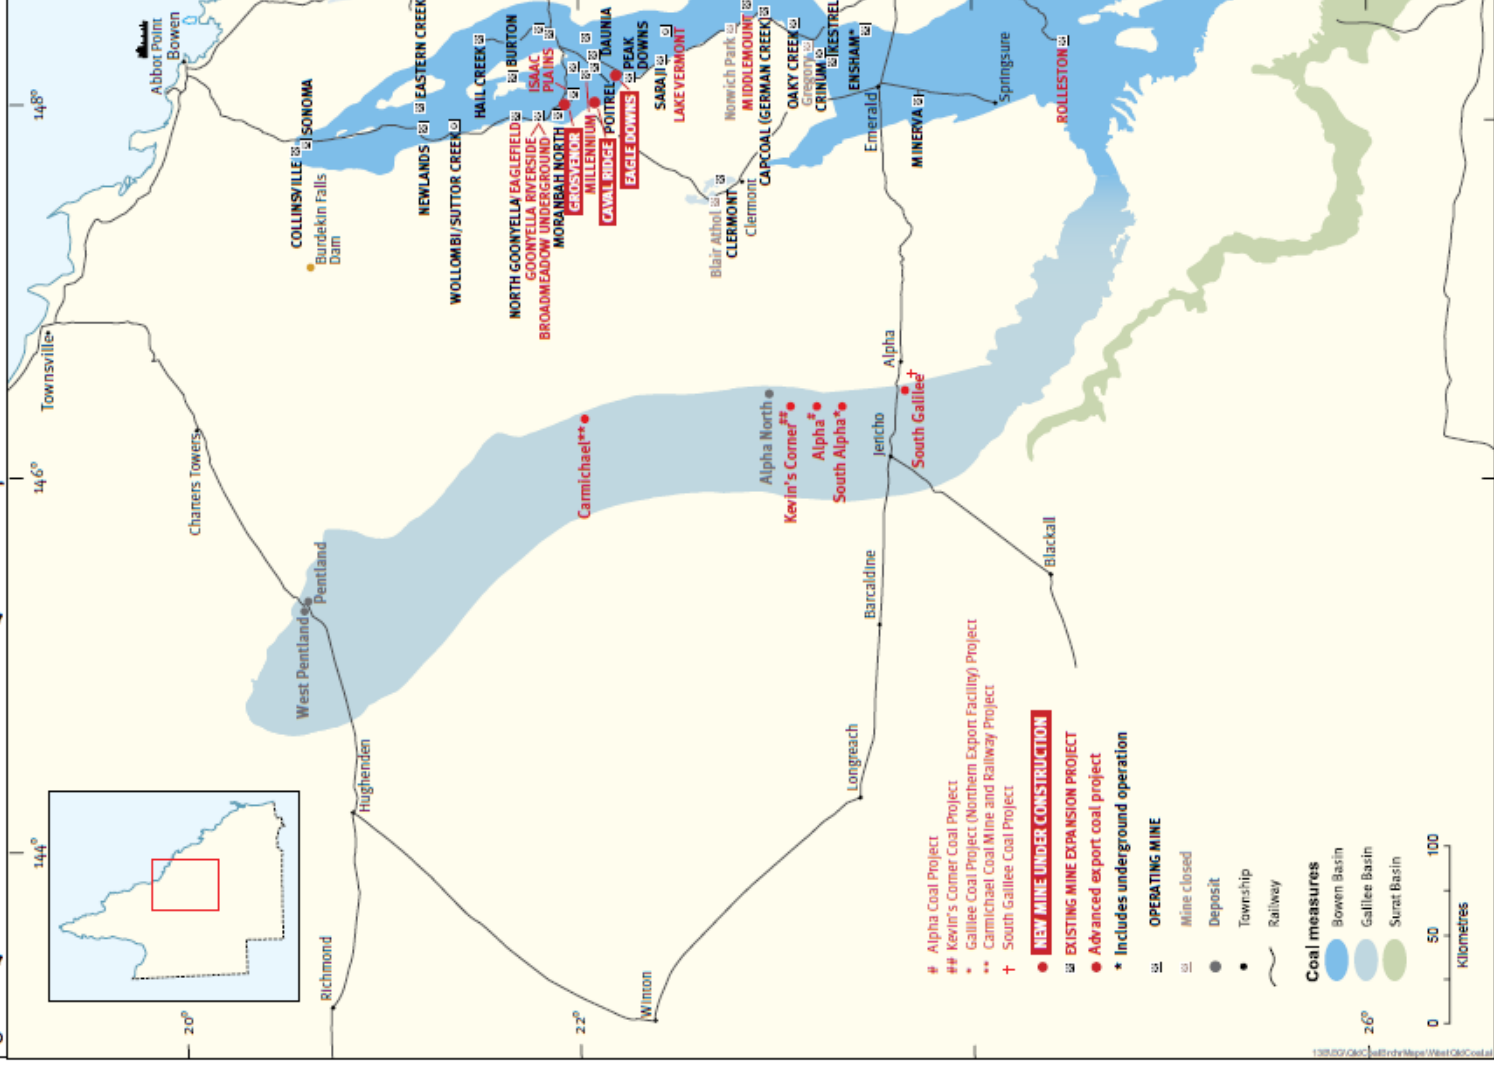 148°
146°
144°
20°
22°
26°
Abbot Point
Bowen
Townsville
Charters Towers
Hughenden
Richmond
Winton
Longreach
Barcaldine
Blackall
Jericho
Alpha
Emerald
Springsure
Clermont
Burdekin Falls
Dam
COLLINSVILLE
SONOMA
NEWLANDS / EASTERN CREEK
WOLLOMBI/SUTTOR CREEK
HAIL CREEK
BURTON
NORTH GOONYELLA/EAGLEFIELD
GOONYELLA RIVERSIDE-
BROADMEADOW UNDERGROUND
MORANBAH NORTH
ISAAC
PLAINS
GROSVENOR
MILLENNIUM
CAVAL RIDGE
POITREL
DAUNIA
EAGLE DOWNS
PEAK
DOWNS
SARAJI
LAKE VERMONT
Norwich Park
MIDDLEMOUNT
Blair Athol
CLERMONT
CAPCOAL (GERMAN CREEK)
OAKY CREEK
Gregory
CRINUM
KESTREL
ENSHAM*
MINERVA
ROLLESTON
West Pentland
Pentland
Carmichael**
Alpha North
Kevin's Corner##
Alpha#
South Alpha*
South Galilee†
# Alpha Coal Project
## Kevin's Corner Coal Project
* Galilee Coal Project (Northern Export Facility) Project
** Carmichael Coal Mine and Railway Project
† South Galilee Coal Project
NEW MINE UNDER CONSTRUCTION
EXISTING MINE EXPANSION PROJECT
Advanced export coal project
* Includes underground operation
OPERATING MINE
Mine closed
Deposit
Township
Railway
Coal measures
Bowen Basin
Galilee Basin
Surat Basin
0 50 100
Kilometres